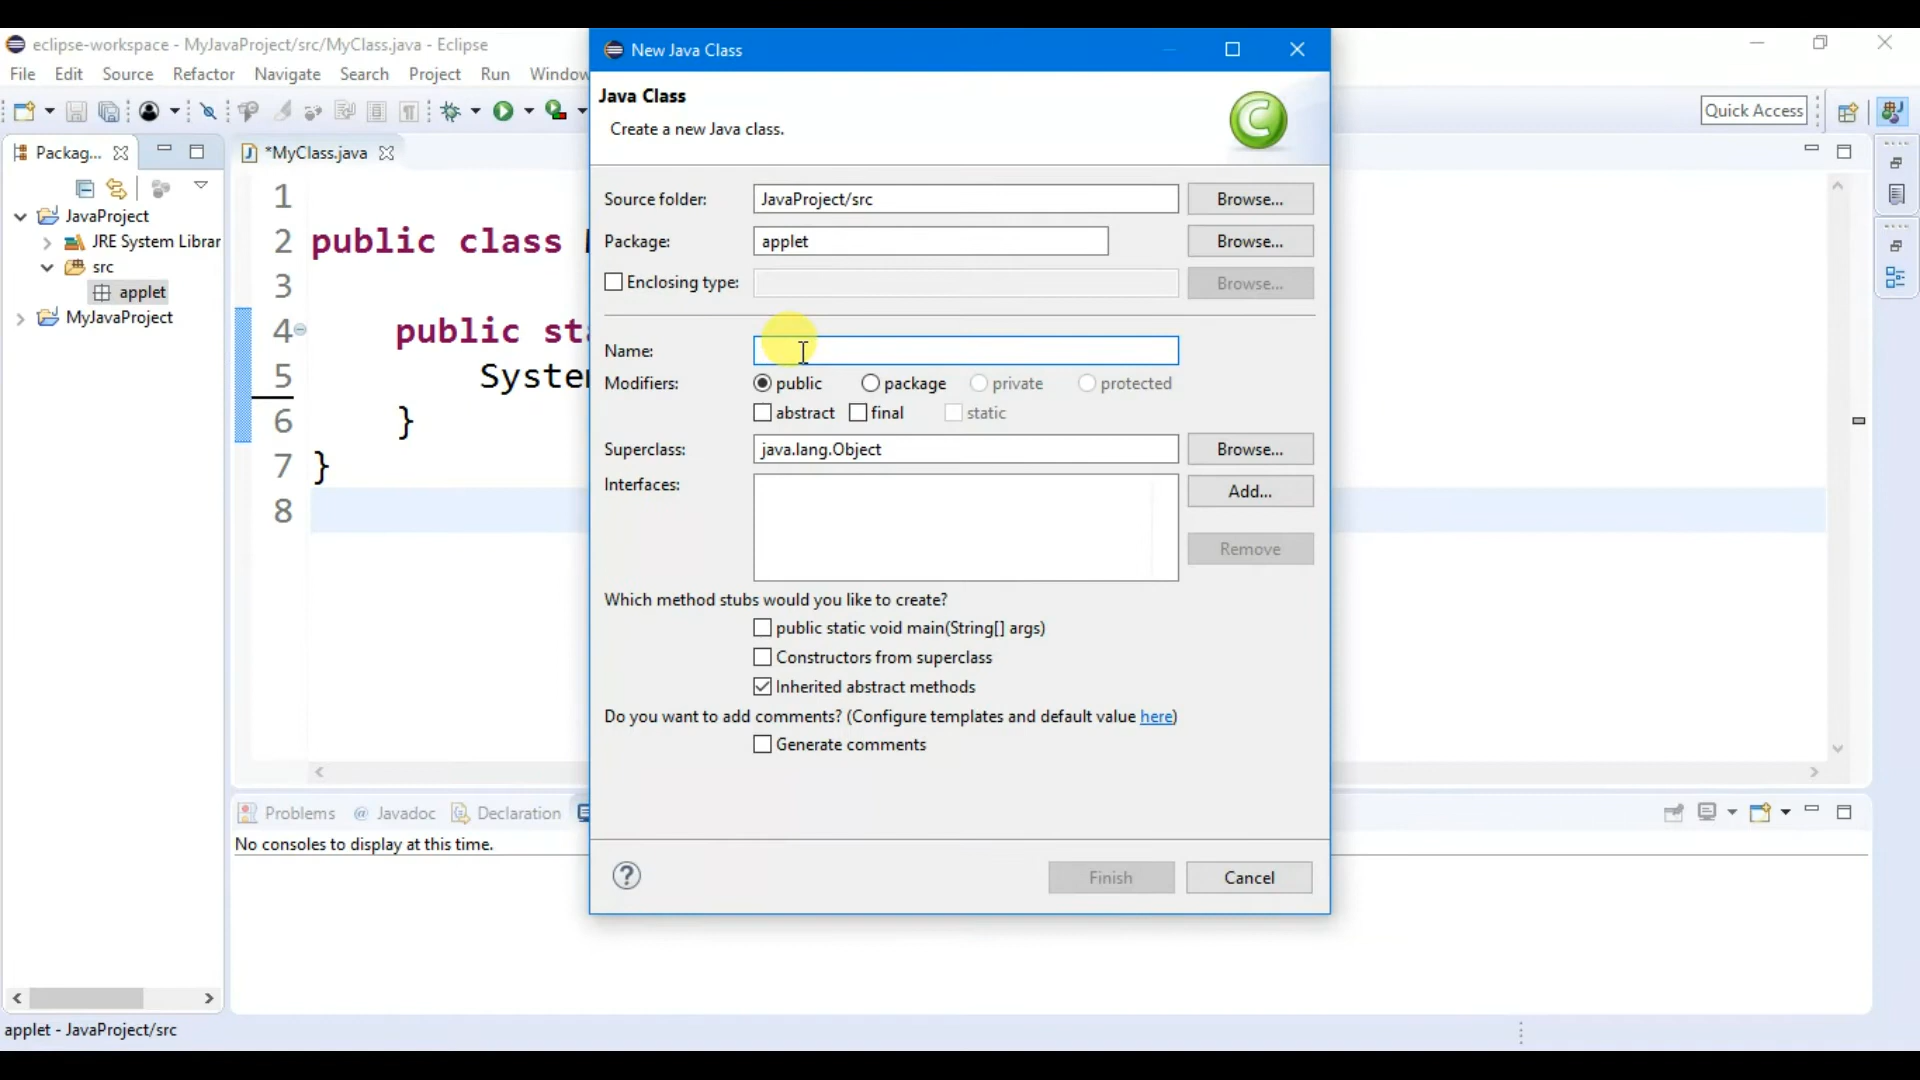 eclipse-workspace - MyJavaProject/src/MyClass.java - Eclipse
File Edit Source Refactor Navigate Search Project Run Window
Quick Access
Packag...
JavaProject
JRE System Librar
src
applet
MyJavaProject
*MyClass.java
1
2 public class
3
4 public sta
5 System
6 }
7 }
8
New Java Class
Java Class
Create a new Java class.
Source folder: JavaProject/src Browse...
Package: applet Browse...
Enclosing type: Browse...
Name:
Modifiers: public package private protected
abstract final static
Superclass: java.lang.Object Browse...
Interfaces: Add...
Remove
Which method stubs would you like to create?
public static void main(String[] args)
Constructors from superclass
Inherited abstract methods
Do you want to add comments? (Configure templates and default value here)
Generate comments
Finish Cancel
Problems @ Javadoc Declaration
No consoles to display at this time.
applet - JavaProject/src